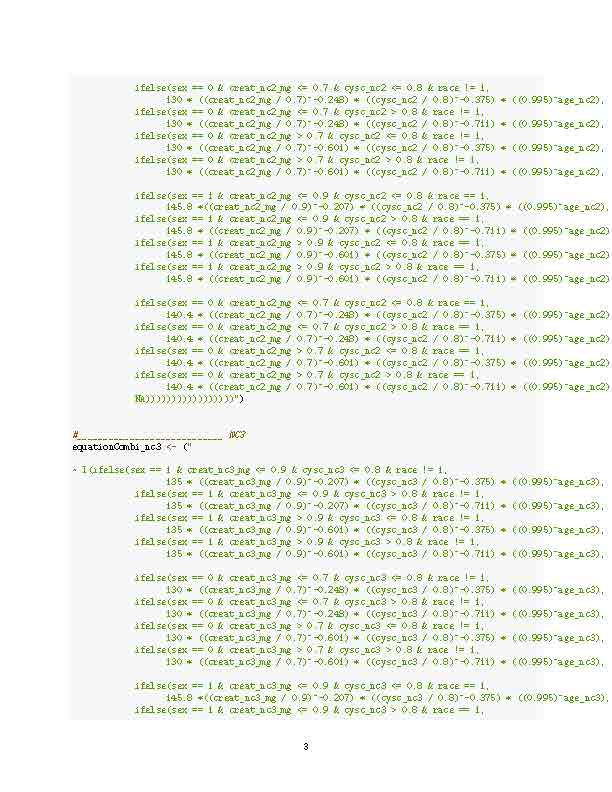 ifelse(sex == 0 & creat_nc2_mg <= 0.7 & cysc_nc2 <= 0.8 & race != 1,
130 * ((creat_nc2_mg / 0.7)^-0.248) * ((cysc_nc2 / 0.8)^-0.375) * ((0.995)^age_nc2),
ifelse(sex == 0 & creat_nc2_mg <= 0.7 & cysc_nc2 > 0.8 & race != 1,
130 * ((creat_nc2_mg / 0.7)^-0.248) * ((cysc_nc2 / 0.8)^-0.711) * ((0.995)^age_nc2),
ifelse(sex == 0 & creat_nc2_mg > 0.7 & cysc_nc2 <= 0.8 & race != 1,
130 * ((creat_nc2_mg / 0.7)^-0.601) * ((cysc_nc2 / 0.8)^-0.375) * ((0.995)^age_nc2),
ifelse(sex == 0 & creat_nc2_mg > 0.7 & cysc_nc2 > 0.8 & race != 1,
130 * ((creat_nc2_mg / 0.7)^-0.601) * ((cysc_nc2 / 0.8)^-0.711) * ((0.995)^age_nc2),
ifelse(sex == 1 & creat_nc2_mg <= 0.9 & cysc_nc2 <= 0.8 & race == 1,
145.8 *((creat_nc2_mg / 0.9)^-0.207) * ((cysc_nc2 / 0.8)^-0.375) * ((0.995)^age_nc2),
ifelse(sex == 1 & creat_nc2_mg <= 0.9 & cysc_nc2 > 0.8 & race == 1,
145.8 * ((creat_nc2_mg / 0.9)^-0.207) * ((cysc_nc2 / 0.8)^-0.711) * ((0.995)^age_nc2)
ifelse(sex == 1 & creat_nc2_mg > 0.9 & cysc_nc2 <= 0.8 & race == 1,
145.8 * ((creat_nc2_mg / 0.9)^-0.601) * ((cysc_nc2 / 0.8)^-0.375) * ((0.995)^age_nc2)
ifelse(sex == 1 & creat_nc2_mg > 0.9 & cysc_nc2 > 0.8 & race == 1,
145.8 * ((creat_nc2_mg / 0.9)^-0.601) * ((cysc_nc2 / 0.8)^-0.711) * ((0.995)^age_nc2)
ifelse(sex == 0 & creat_nc2_mg <= 0.7 & cysc_nc2 <= 0.8 & race == 1,
140.4 * ((creat_nc2_mg / 0.7)^-0.248) * ((cysc_nc2 / 0.8)^-0.375) * ((0.995)^age_nc2)
ifelse(sex == 0 & creat_nc2_mg <= 0.7 & cysc_nc2 > 0.8 & race == 1,
140.4 * ((creat_nc2_mg / 0.7)^-0.248) * ((cysc_nc2 / 0.8)^-0.711) * ((0.995)^age_nc2)
ifelse(sex == 0 & creat_nc2_mg > 0.7 & cysc_nc2 <= 0.8 & race == 1,
140.4 * ((creat_nc2_mg / 0.7)^-0.601) * ((cysc_nc2 / 0.8)^-0.375) * ((0.995)^age_nc2)
ifelse(sex == 0 & creat_nc2_mg > 0.7 & cysc_nc2 > 0.8 & race == 1,
140.4 * ((creat_nc2_mg / 0.7)^-0.601) * ((cysc_nc2 / 0.8)^-0.711) * ((0.995)^age_nc2)
NA)))))))))))))))))")
#__________________________ NC3
equationCombi_nc3 <- ("
~ I(ifelse(sex == 1 & creat_nc3_mg <= 0.9 & cysc_nc3 <= 0.8 & race != 1,
135 * ((creat_nc3_mg / 0.9)^-0.207) * ((cysc_nc3 / 0.8)^-0.375) * ((0.995)^age_nc3),
ifelse(sex == 1 & creat_nc3_mg <= 0.9 & cysc_nc3 > 0.8 & race != 1,
135 * ((creat_nc3_mg / 0.9)^-0.207) * ((cysc_nc3 / 0.8)^-0.711) * ((0.995)^age_nc3),
ifelse(sex == 1 & creat_nc3_mg > 0.9 & cysc_nc3 <= 0.8 & race != 1,
135 * ((creat_nc3_mg / 0.9)^-0.601) * ((cysc_nc3 / 0.8)^-0.375) * ((0.995)^age_nc3),
ifelse(sex == 1 & creat_nc3_mg > 0.9 & cysc_nc3 > 0.8 & race != 1,
135 * ((creat_nc3_mg / 0.9)^-0.601) * ((cysc_nc3 / 0.8)^-0.711) * ((0.995)^age_nc3),
ifelse(sex == 0 & creat_nc3_mg <= 0.7 & cysc_nc3 <= 0.8 & race != 1,
130 * ((creat_nc3_mg / 0.7)^-0.248) * ((cysc_nc3 / 0.8)^-0.375) * ((0.995)^age_nc3),
ifelse(sex == 0 & creat_nc3_mg <= 0.7 & cysc_nc3 > 0.8 & race != 1,
130 * ((creat_nc3_mg / 0.7)^-0.248) * ((cysc_nc3 / 0.8)^-0.711) * ((0.995)^age_nc3),
ifelse(sex == 0 & creat_nc3_mg > 0.7 & cysc_nc3 <= 0.8 & race != 1,
130 * ((creat_nc3_mg / 0.7)^-0.601) * ((cysc_nc3 / 0.8)^-0.375) * ((0.995)^age_nc3),
ifelse(sex == 0 & creat_nc3_mg > 0.7 & cysc_nc3 > 0.8 & race != 1,
130 * ((creat_nc3_mg / 0.7)^-0.601) * ((cysc_nc3 / 0.8)^-0.711) * ((0.995)^age_nc3),
ifelse(sex == 1 & creat_nc3_mg <= 0.9 & cysc_nc3 <= 0.8 & race == 1,
145.8 *((creat_nc3_mg / 0.9)^-0.207) * ((cysc_nc3 / 0.8)^-0.375) * ((0.995)^age_nc3),
ifelse(sex == 1 & creat_nc3_mg <= 0.9 & cysc_nc3 > 0.8 & race == 1,
3